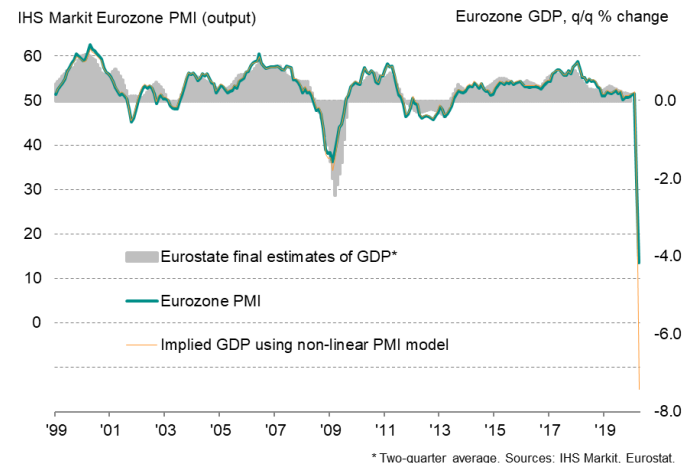 IHS Markit Eurozone PMI (output)
Eurozone GDP, q/q % change
60
50
40
30
20
10
0
0.0
-2.0
-4.0
-6.0
-8.0
Eurostate final estimates of GDP*
Eurozone PMI
Implied GDP using non-linear PMI model
'99 '01 '03 '05 '07 '09 '11 '13 '15 '17 '19
* Two-quarter average. Sources: IHS Markit, Eurostat.